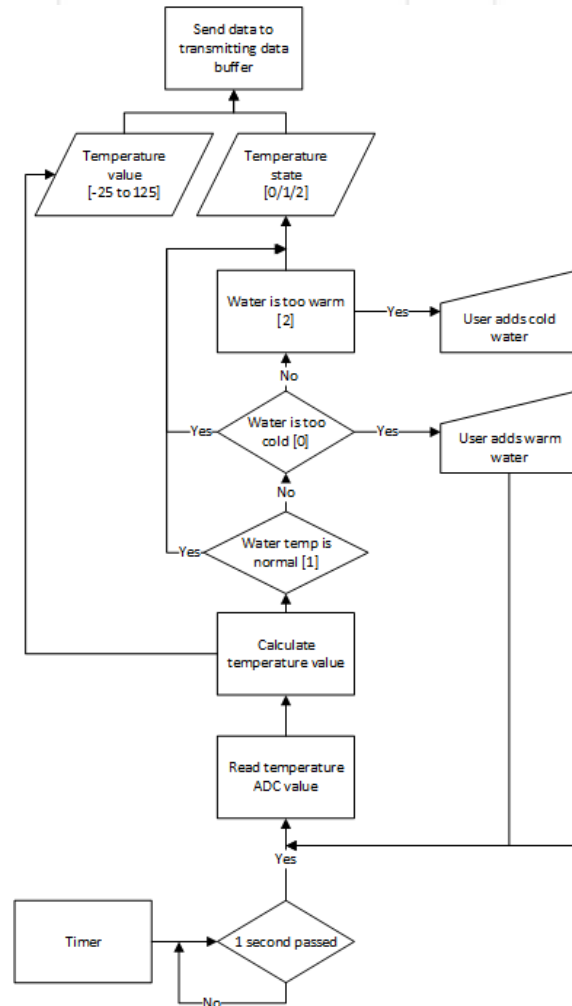 Send data to
transmitting data
buffer
Temperature
value
[-25 to 125]
Temperature
state
[0/1/2]
Water is too warm
[2]
Yes
User adds cold
water
No
Yes
Water is too
cold [0]
Yes
User adds warm
water
No
Yes
Water temp is
normal [1]
Calculate
temperature value
Read temperature
ADC value
Yes
Timer
1 second passed
No